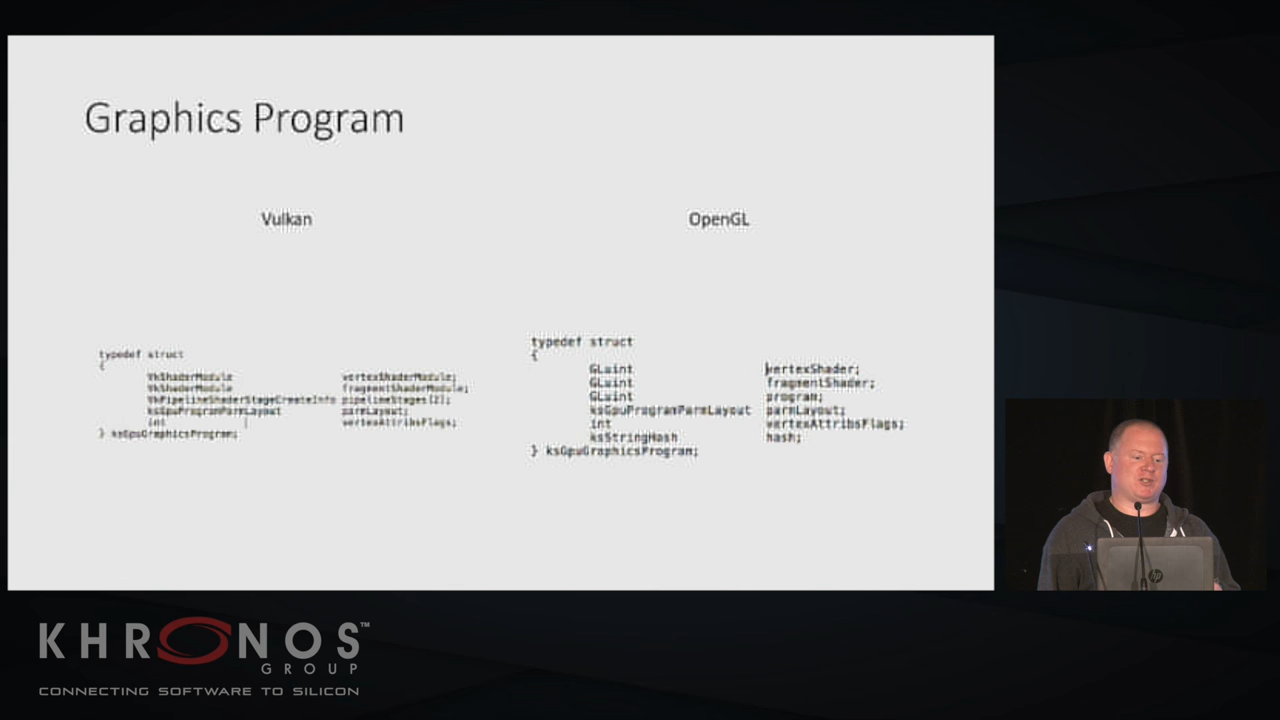 Graphics Program
Vulkan
OpenGL
typedef struct
{
VkShaderModule vertexShaderModule;
VkShaderModule fragmentShaderModule;
VkPipelineShaderStageCreateInfo pipelineStages[2];
ksGpuProgramParmLayout parmLayout;
int vertexAttribsFlags;
} ksGpuGraphicsProgram;
typedef struct
{
GLuint vertexShader;
GLuint fragmentShader;
GLuint program;
ksGpuProgramParmLayout parmLayout;
int vertexAttribsFlags;
ksStringHash hash;
} ksGpuGraphicsProgram;
hp
KHRONOS™
GROUP
CONNECTING SOFTWARE TO SILICON